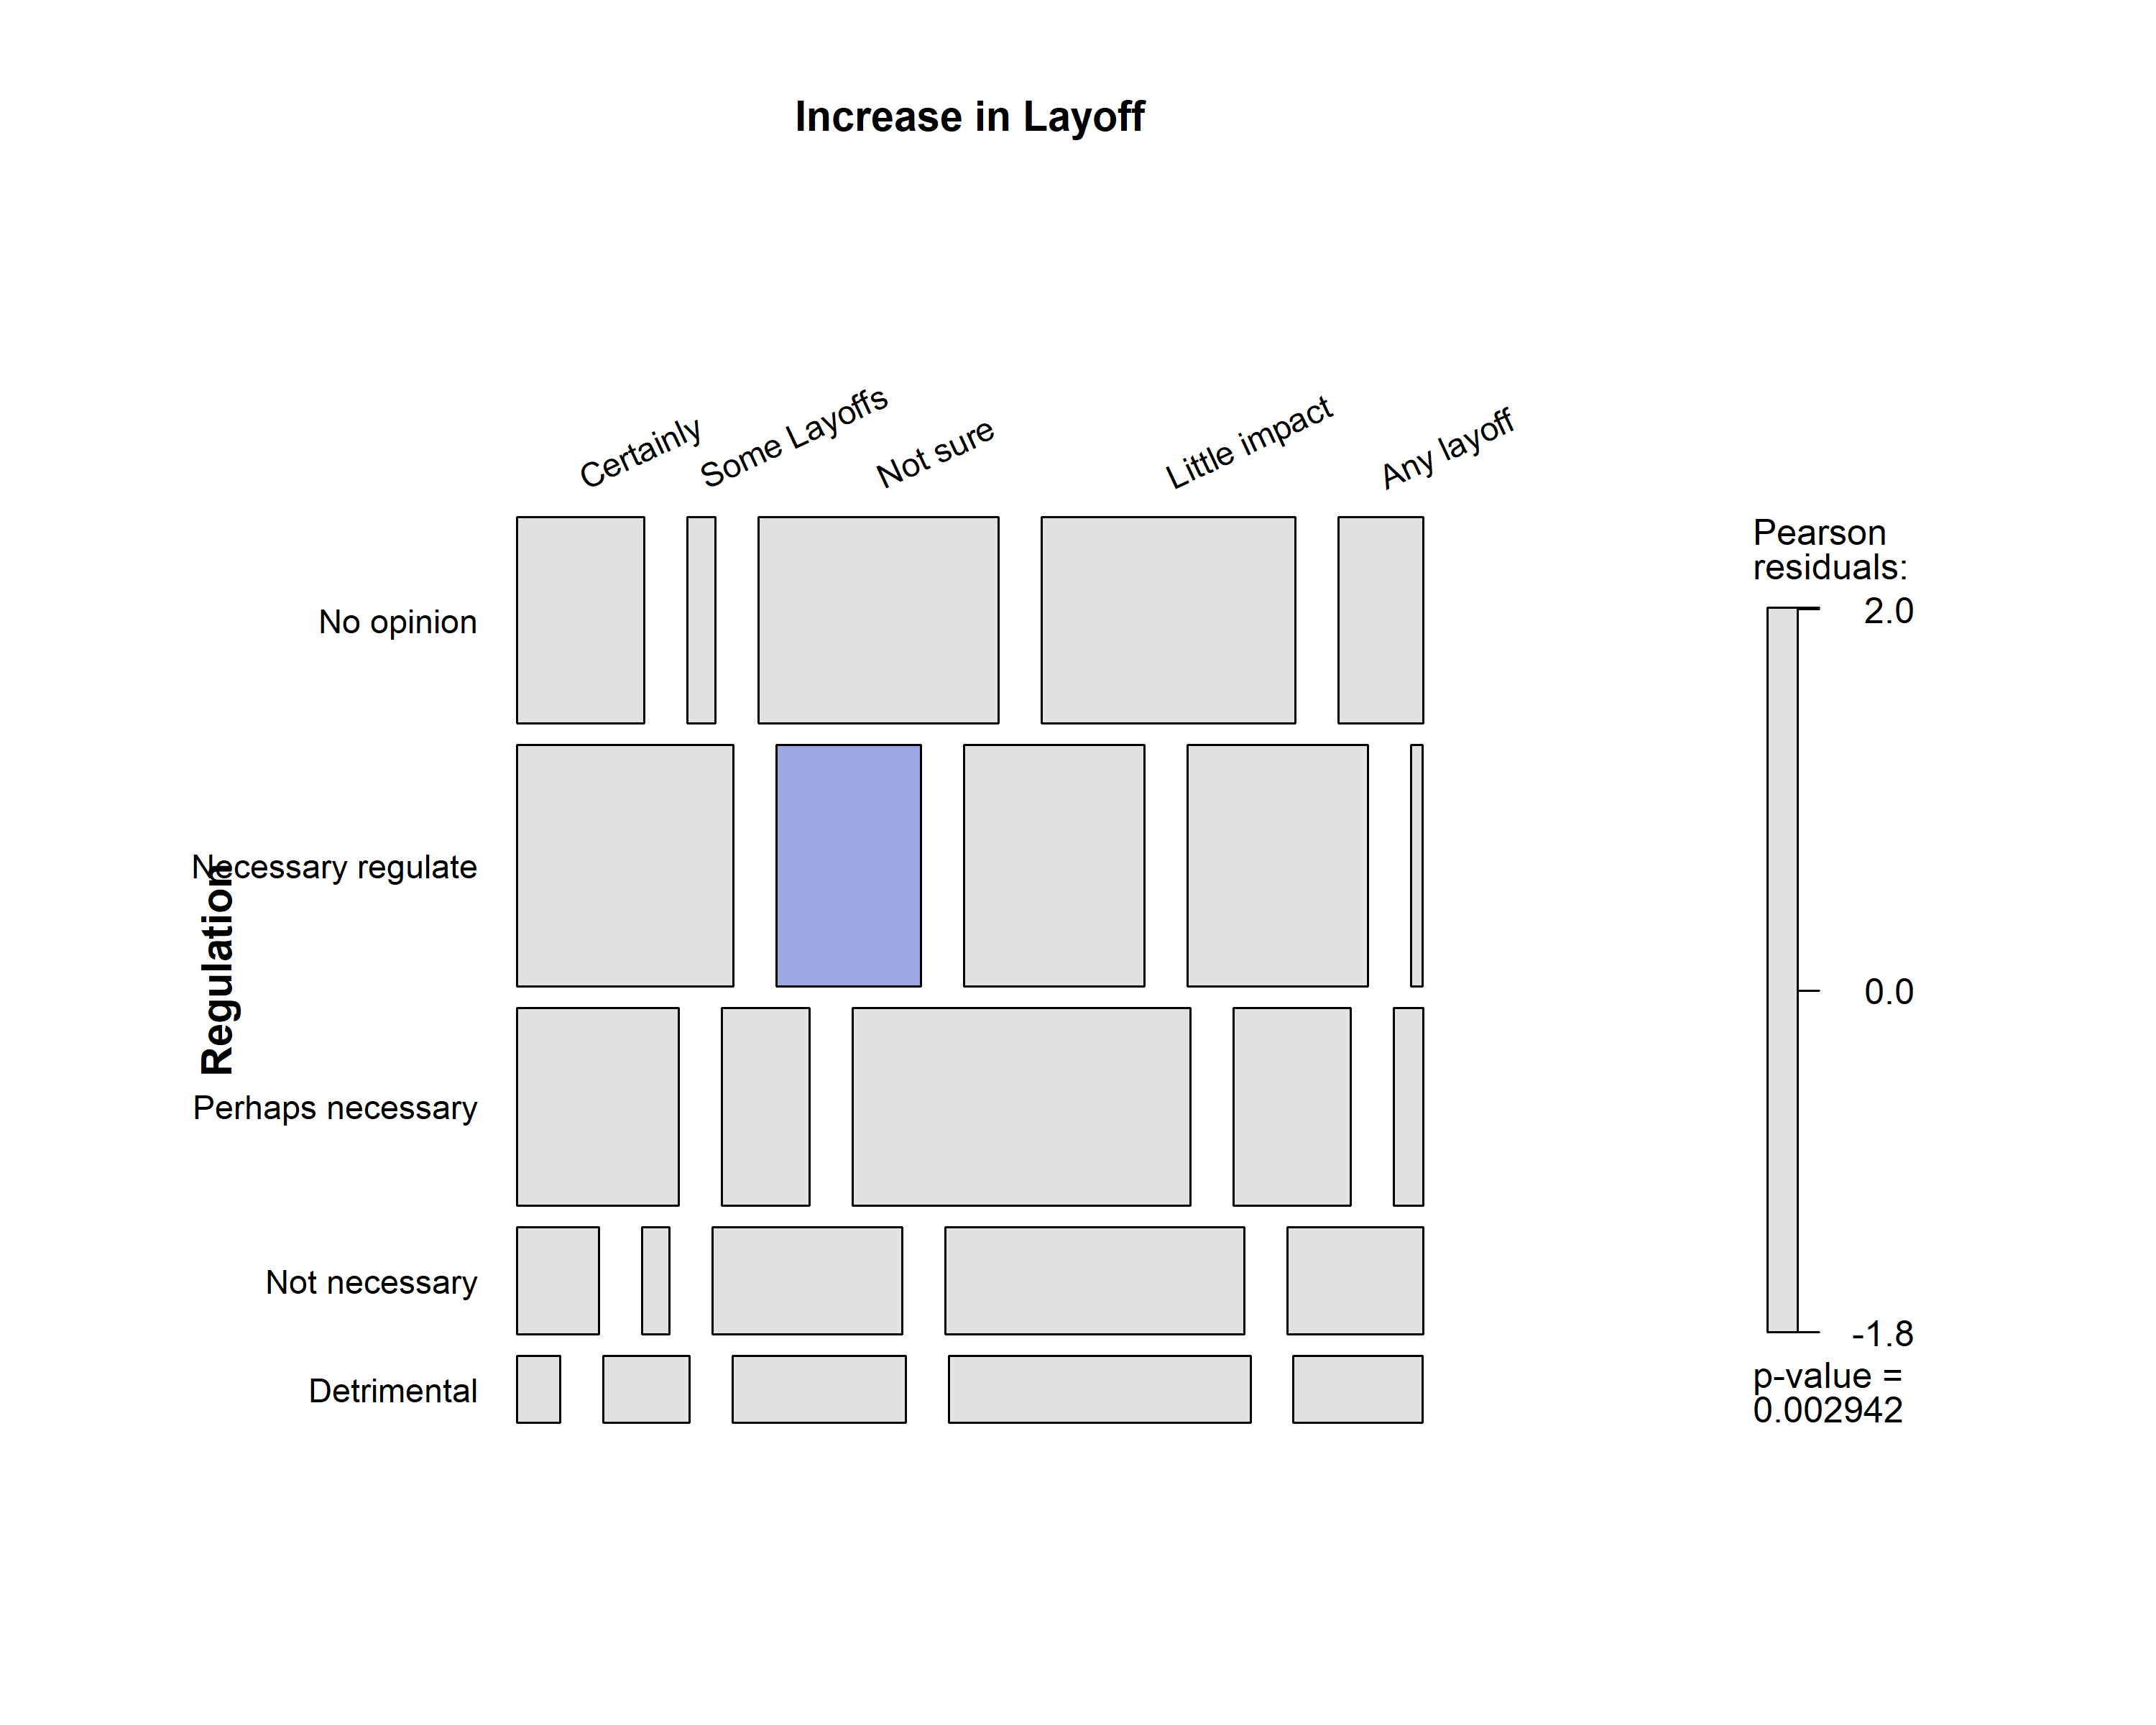 Increase in Layoff
Certainly
Some Layoffs
Not sure
Little impact
Any layoff
Regulation
No opinion
Necessary regulate
Perhaps necessary
Not necessary
Detrimental
Pearson
residuals:
2.0
0.0
-1.8
p-value =
0.002942